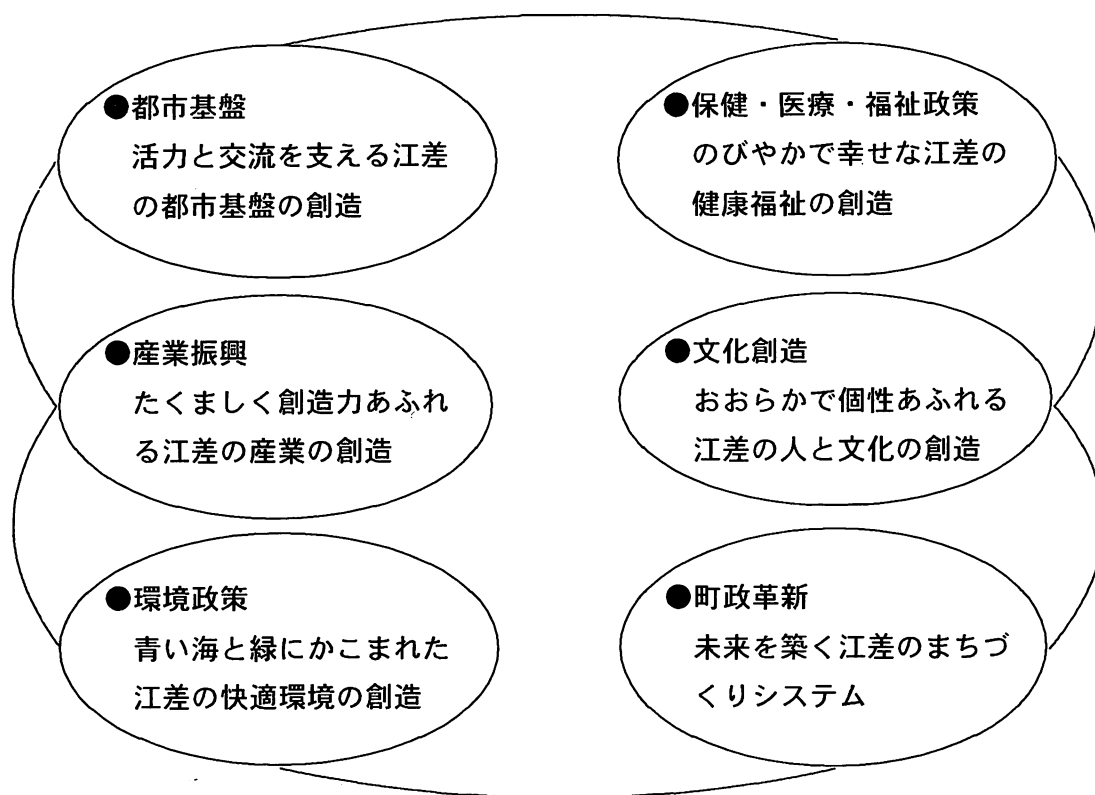 ●都市基盤
活力と交流を支える江差
の都市基盤の創造
●産業振興
たくましく創造力あふれ
る江差の産業の創造
●環境政策
青い海と緑にかこまれた
江差の快適環境の創造
●保健・医療・福祉政策
のびやかで幸せな江差の
健康福祉の創造
●文化創造
おおらかで個性あふれる
江差の人と文化の創造
●町政革新
未来を築く江差のまちづ
くりシステム